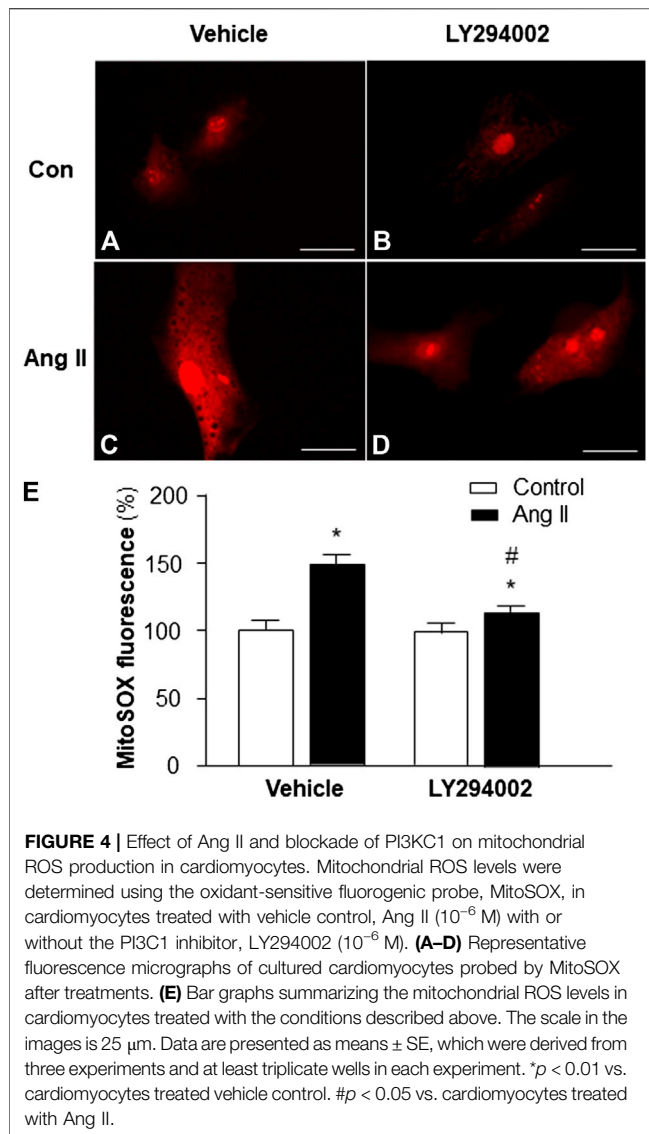 Vehicle LY294002
Con
A B
Ang II
C D
E
MitoSOX fluorescence (%)
200
150
100
50
0
Control
Ang II
*
#
*
Vehicle LY294002
FIGURE 4 | Effect of Ang II and blockade of PI3KC1 on mitochondrial
ROS production in cardiomyocytes. Mitochondrial ROS levels were
determined using the oxidant-sensitive fluorogenic probe, MitoSOX, in
cardiomyocytes treated with vehicle control, Ang II (10⁻⁶ M) with or
without the PI3C1 inhibitor, LY294002 (10⁻⁶ M). (A–D) Representative
fluorescence micrographs of cultured cardiomyocytes probed by MitoSOX
after treatments. (E) Bar graphs summarizing the mitochondrial ROS levels in
cardiomyocytes treated with the conditions described above. The scale in the
images is 25 μm. Data are presented as means ± SE, which were derived from
three experiments and at least triplicate wells in each experiment. *p < 0.01 vs.
cardiomyocytes treated vehicle control. #p < 0.05 vs. cardiomyocytes treated
with Ang II.